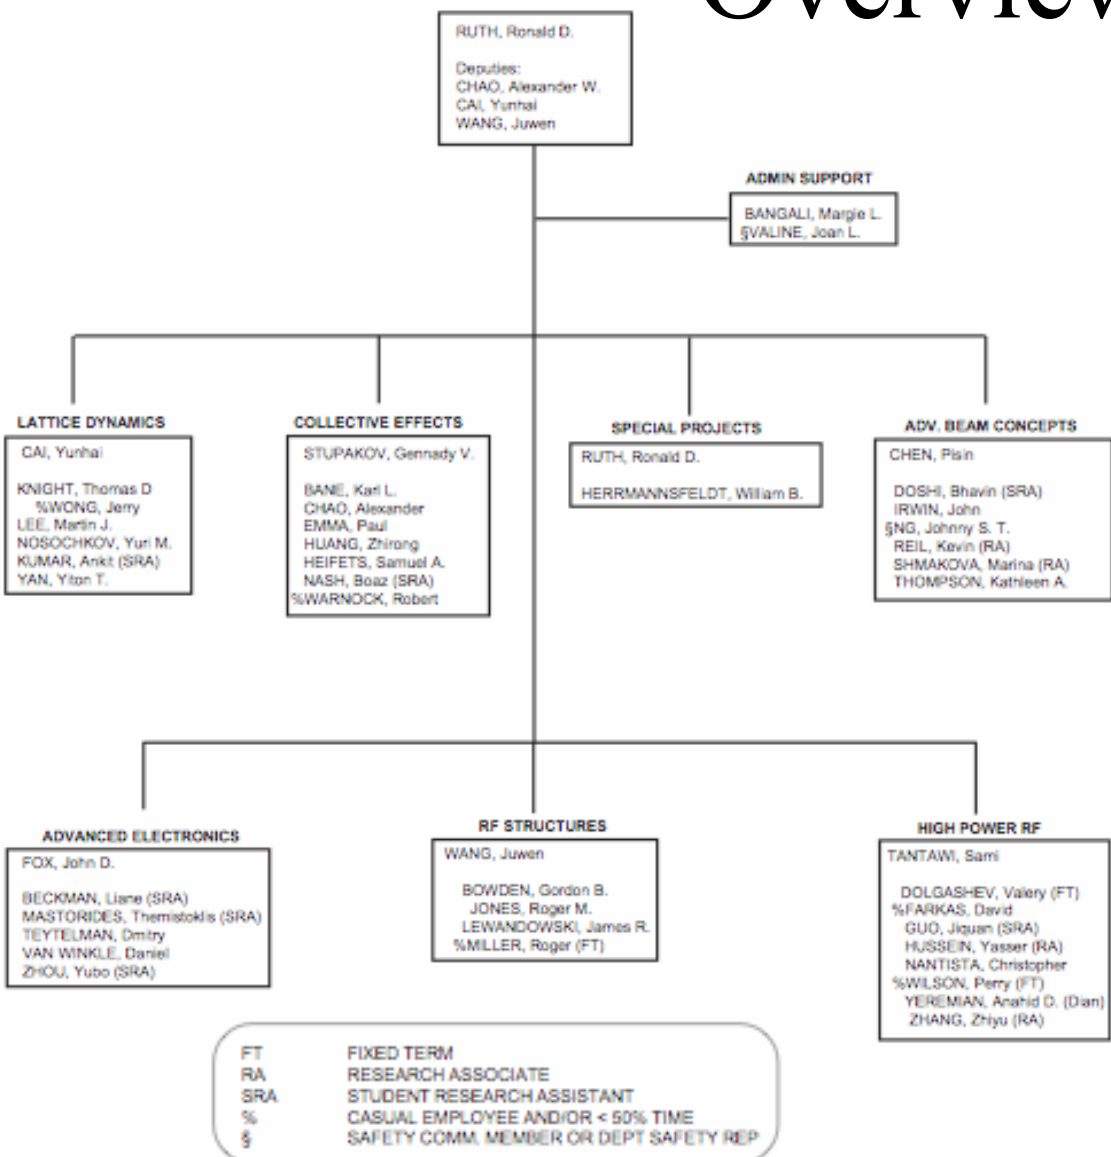 Overview
RUTH, Ronald D.
Deputies:
CHAO, Alexander W.
CAI, Yunhai
WANG, Juwen
ADMIN SUPPORT
BANGALI, Margie L.
§VALINE, Joan L.
LATTICE DYNAMICS
CAI, Yunhai
KNIGHT, Thomas D
%WONG, Jerry
LEE, Martin J.
NOSOCHKOV, Yuri M.
KUMAR, Ankit (SRA)
YAN, Yiton T.
COLLECTIVE EFFECTS
STUPAKOV, Gennady V.
BANE, Karl L.
CHAO, Alexander
EMMA, Paul
HUANG, Zhirong
HEIFETS, Samuel A.
NASH, Boaz (SRA)
%WARNOCK, Robert
SPECIAL PROJECTS
RUTH, Ronald D.
HERRMANNSFELDT, William B.
ADV. BEAM CONCEPTS
CHEN, Pisin
DOSHI, Bhavin (SRA)
IRWIN, John
§NG, Johnny S. T.
REIL, Kevin (RA)
SHMAKOVA, Marina (RA)
THOMPSON, Kathleen A.
ADVANCED ELECTRONICS
FOX, John D.
BECKMAN, Liane (SRA)
MASTORIDES, Themistoklis (SRA)
TEYTELMAN, Dmitry
VAN WINKLE, Daniel
ZHOU, Yubo (SRA)
RF STRUCTURES
WANG, Juwen
BOWDEN, Gordon B.
JONES, Roger M.
LEWANDOWSKI, James R.
%MILLER, Roger (FT)
HIGH POWER RF
TANTAWI, Sami
DOLGASHEV, Valery (FT)
%FARKAS, David
GUO, Jiquan (SRA)
HUSSEIN, Yasser (RA)
NANTISTA, Christopher
%WILSON, Perry (FT)
YEREMIAN, Anahid D. (Dian)
ZHANG, Zhiyu (RA)
FT FIXED TERM
RA RESEARCH ASSOCIATE
SRA STUDENT RESEARCH ASSISTANT
% CASUAL EMPLOYEE AND/OR < 50% TIME
§ SAFETY COMM. MEMBER OR DEPT SAFETY REP